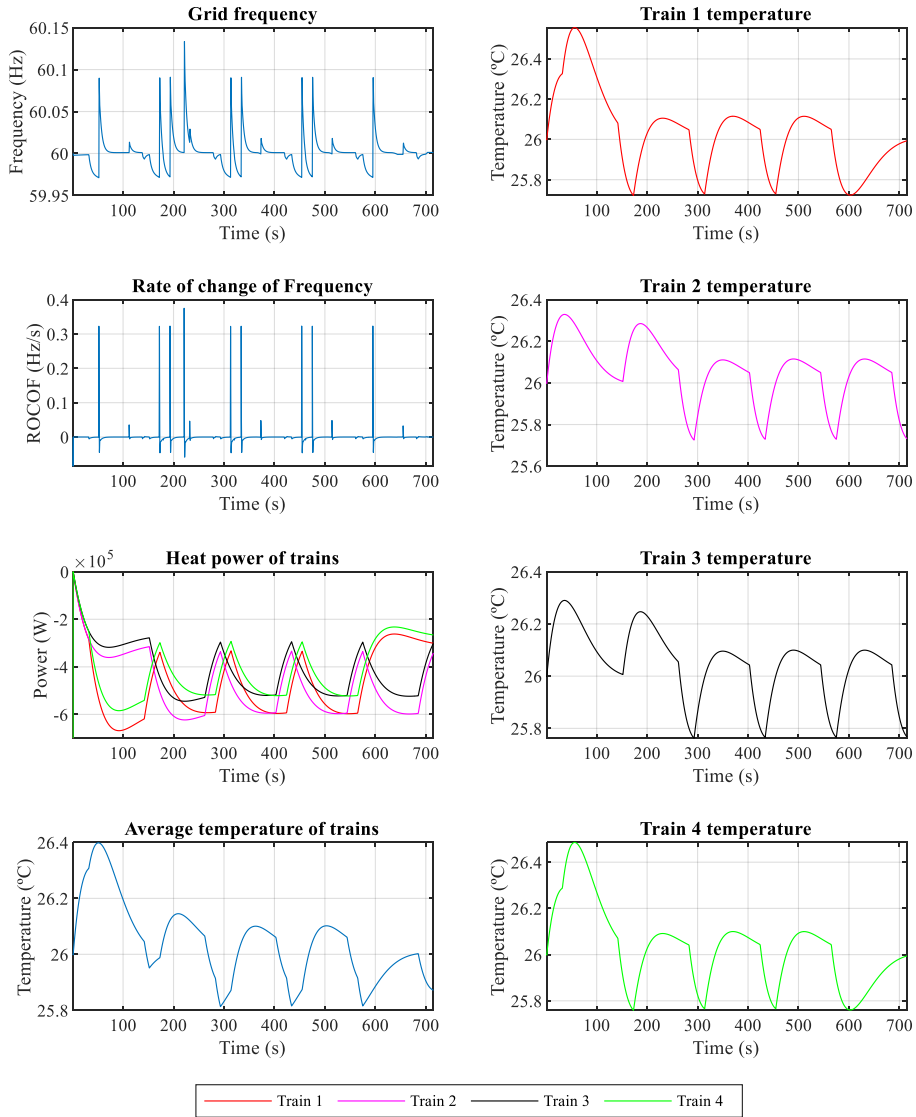 Grid frequency
60.15
60.1
60.05
60
59.95
Frequency (Hz)
100 200 300 400 500 600 700
Time (s)
Train 1 temperature
26.4
26.2
26
25.8
Temperature (ºC)
100 200 300 400 500 600 700
Time (s)
Rate of change of Frequency
0.4
0.3
0.2
0.1
0
ROCOF (Hz/s)
100 200 300 400 500 600 700
Time (s)
Train 2 temperature
26.4
26.2
26
25.8
25.6
Temperature (ºC)
100 200 300 400 500 600 700
Time (s)
Heat power of trains
×10^5
0
-2
-4
-6
Power (W)
100 200 300 400 500 600 700
Time (s)
Train 3 temperature
26.4
26.2
26
25.8
Temperature (ºC)
100 200 300 400 500 600 700
Time (s)
Average temperature of trains
26.4
26.2
26
25.8
Temperature (ºC)
100 200 300 400 500 600 700
Time (s)
Train 4 temperature
26.4
26.2
26
25.8
Temperature (ºC)
100 200 300 400 500 600 700
Time (s)
Train 1 Train 2 Train 3 Train 4